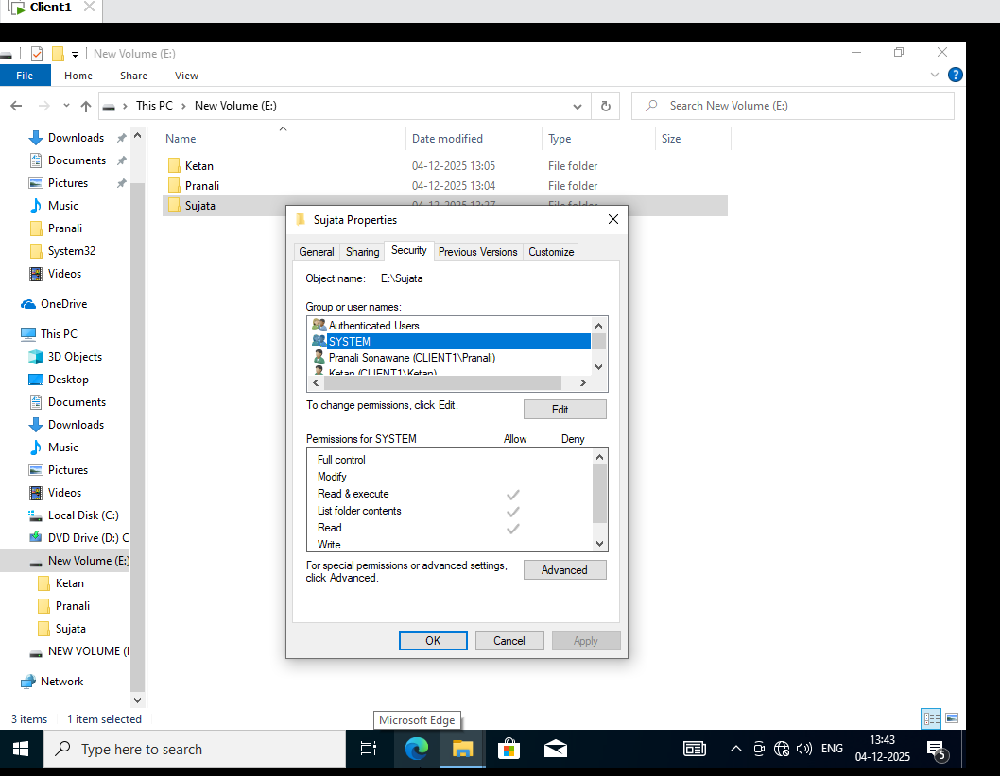 Client1
New Volume (E:)
File Home Share View
This PC New Volume (E:) Search New Volume (E:)
Name Date modified Type Size
Ketan 04-12-2025 13:05 File folder
Pranali 04-12-2025 13:04 File folder
Sujata 04-12-2025 13:27 File folder
Downloads
Documents
Pictures
Music
Pranali
System32
Videos
OneDrive
This PC
3D Objects
Desktop
Documents
Downloads
Music
Pictures
Videos
Local Disk (C:)
DVD Drive (D:) C
New Volume (E:)
Ketan
Pranali
Sujata
NEW VOLUME (F
Network
Sujata Properties
General Sharing Security Previous Versions Customize
Object name: E:\Sujata
Group or user names:
Authenticated Users
SYSTEM
Pranali Sonawane (CLIENT1\Pranali)
Ketan (CLIENT1\Ketan)
To change permissions, click Edit.
Edit...
Permissions for SYSTEM Allow Deny
Full control
Modify
Read & execute
List folder contents
Read
Write
For special permissions or advanced settings,
click Advanced.
Advanced
OK Cancel Apply
3 items 1 item selected
Microsoft Edge
Type here to search
ENG
13:43
04-12-2025
5